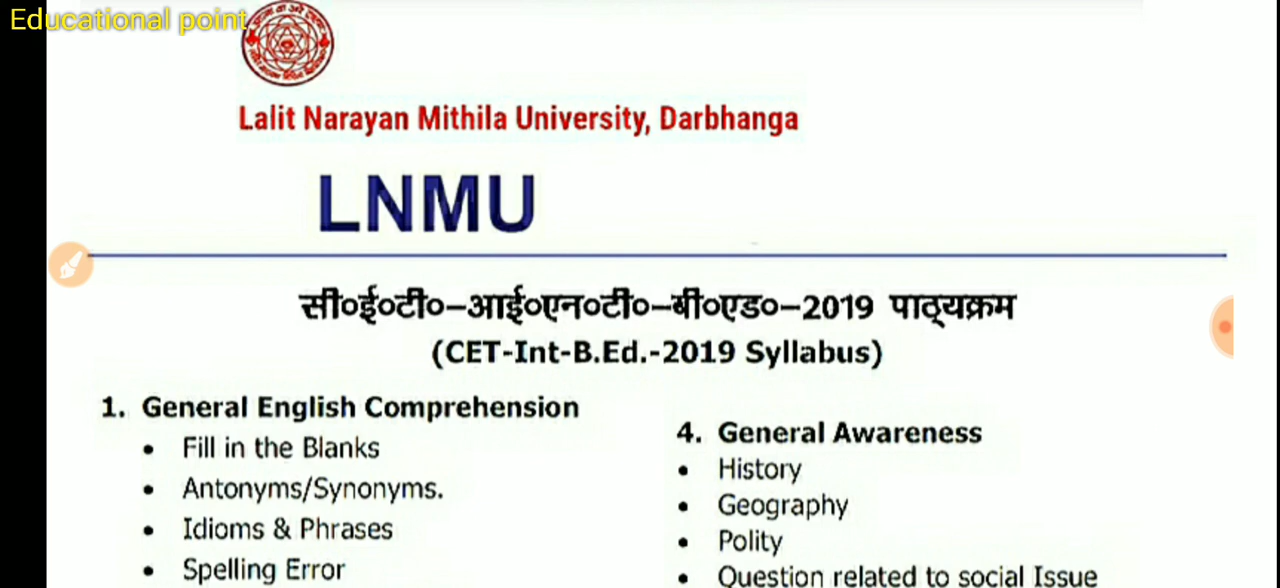 Educational point
Lalit Narayan Mithila University, Darbhanga
LNMU
सी०ई०टी०–आई०एन०टी०–बी०एड०–2019 पाठ्यक्रम
(CET-Int-B.Ed.-2019 Syllabus)
1. General English Comprehension
• Fill in the Blanks
• Antonyms/Synonyms.
• Idioms & Phrases
• Spelling Error
4. General Awareness
• History
• Geography
• Polity
• Question related to social Issue